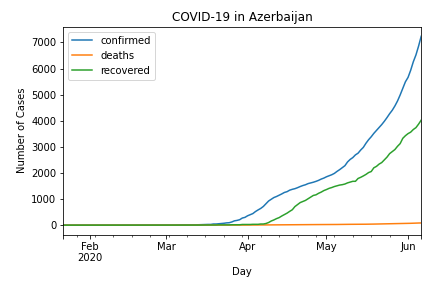 COVID-19 in Azerbaijan
confirmed
deaths
recovered
7000
6000
5000
4000
3000
2000
1000
0
Number of Cases
Feb Mar Apr May Jun
2020
Day